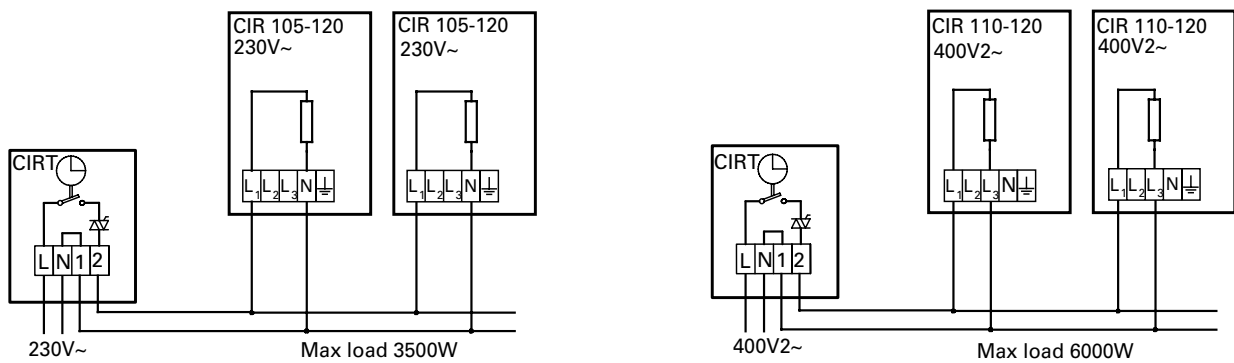 CIR 105-120
230V~
L₁ L₂ L₃ N ⏚
CIR 105-120
230V~
L₁ L₂ L₃ N ⏚
CIRT
L N 1 2
230V~
Max load 3500W
CIR 110-120
400V2~
L₁ L₂ L₃ N ⏚
CIR 110-120
400V2~
L₁ L₂ L₃ N ⏚
CIRT
L N 1 2
400V2~
Max load 6000W